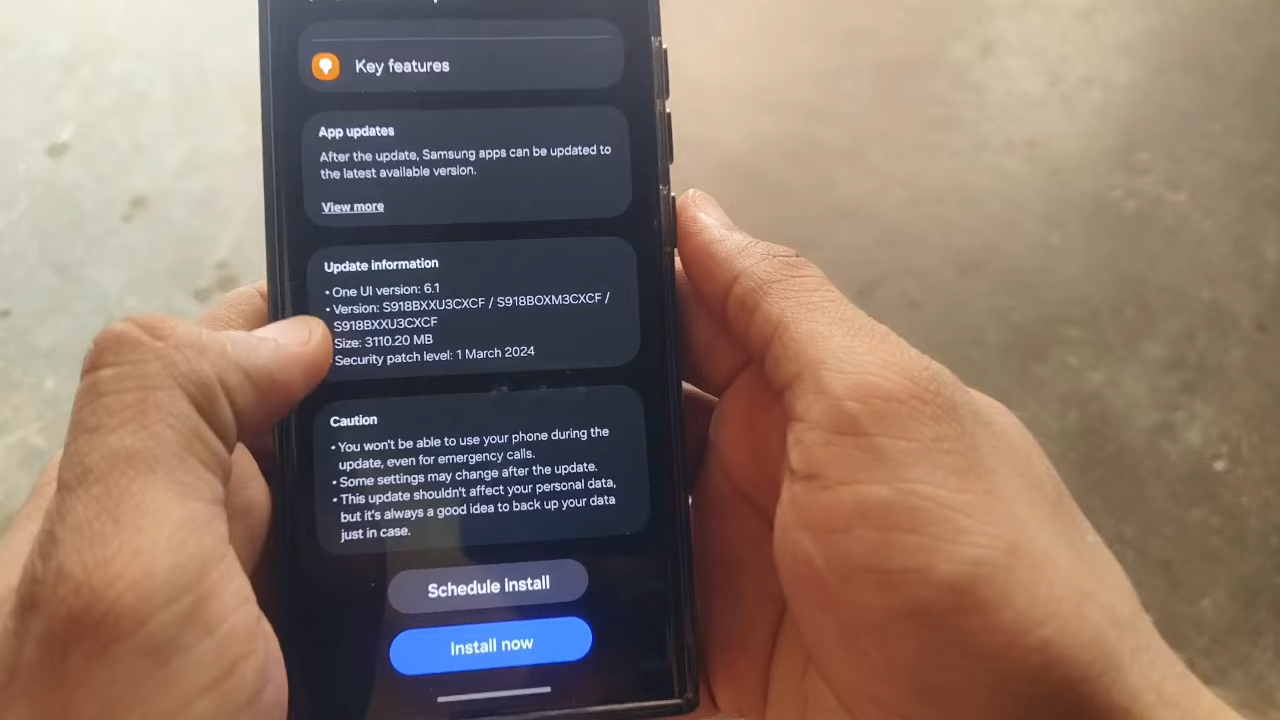 Key features
App updates
After the update, Samsung apps can be updated to
the latest available version.
View more
Update information
• One UI version: 6.1
• Version: S918BXXU3CXCF / S918BOXM3CXCF /
S918BXXU3CXCF
Size: 3110.20 MB
• Security patch level: 1 March 2024
Caution
• You won't be able to use your phone during the
update, even for emergency calls.
• Some settings may change after the update.
• This update shouldn't affect your personal data,
but it's always a good idea to back up your data
just in case.
Schedule install
Install now